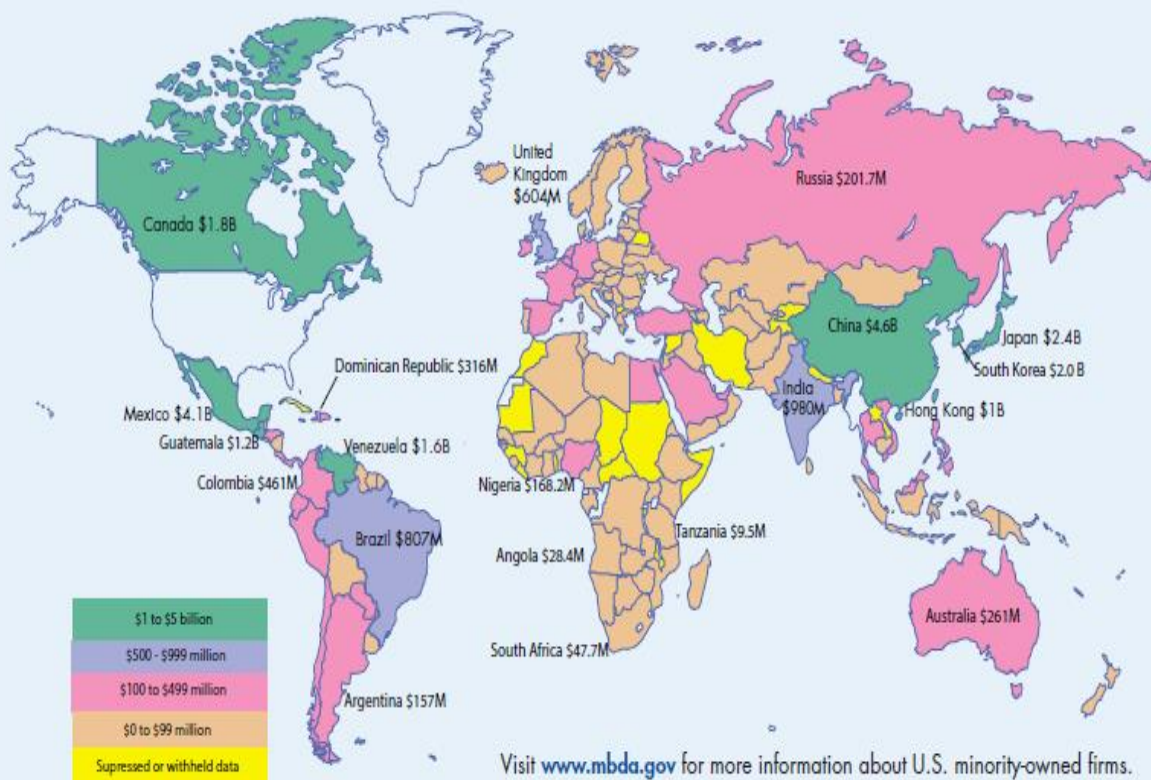 United
Kingdom
$604M
Russia $201.7M
Canada $1.8B
China $4.6B
Japan $2.4B
South Korea $2.0 B
Dominican Republic $316M
India
$980M
Hong Kong $1B
Mexico $4.1B
Guatemala $1.2B
Venezuela $1.6B
Colombia $461M
Nigeria $168.2M
Tanzania $9.5M
Brazil $807M
Angola $28.4M
Australia $261M
South Africa $47.7M
Argentina $157M
$1 to $5 billion
$500 - $999 million
$100 to $499 million
$0 to $99 million
Supressed or withheld data
Visit www.mbda.gov for more information about U.S. minority-owned firms.